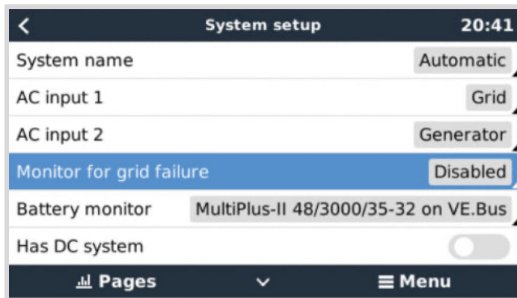 System setup 20:41
System name Automatic
AC input 1 Grid
AC input 2 Generator
Monitor for grid failure Disabled
Battery monitor MultiPlus-II 48/3000/35-32 on VE.Bus
Has DC system
Pages Menu